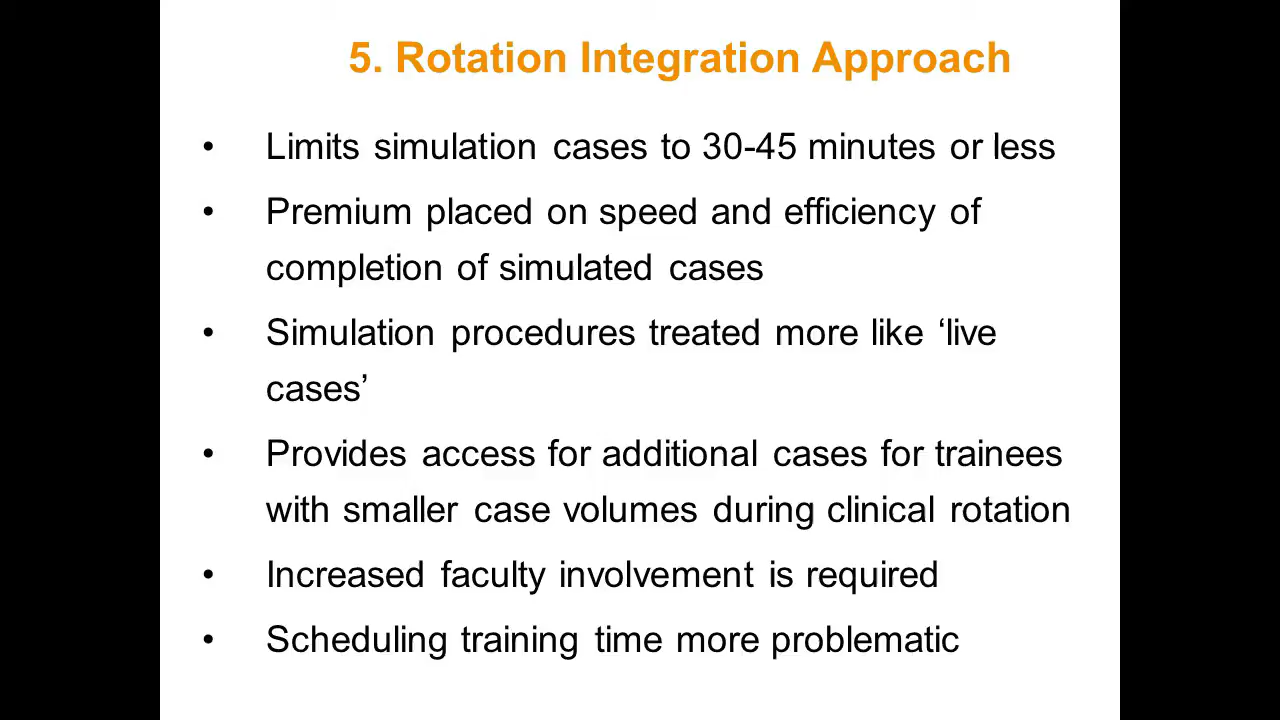 5. Rotation Integration Approach
• Limits simulation cases to 30-45 minutes or less
• Premium placed on speed and efficiency of
completion of simulated cases
• Simulation procedures treated more like ‘live
cases’
• Provides access for additional cases for trainees
with smaller case volumes during clinical rotation
• Increased faculty involvement is required
• Scheduling training time more problematic